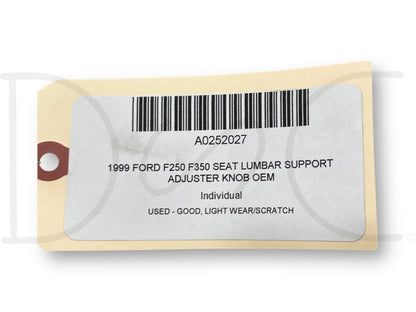 A0252027
1999 FORD F250 F350 SEAT LUMBAR SUPPORT
ADJUSTER KNOB OEM
Individual
USED - GOOD, LIGHT WEAR/SCRATCH